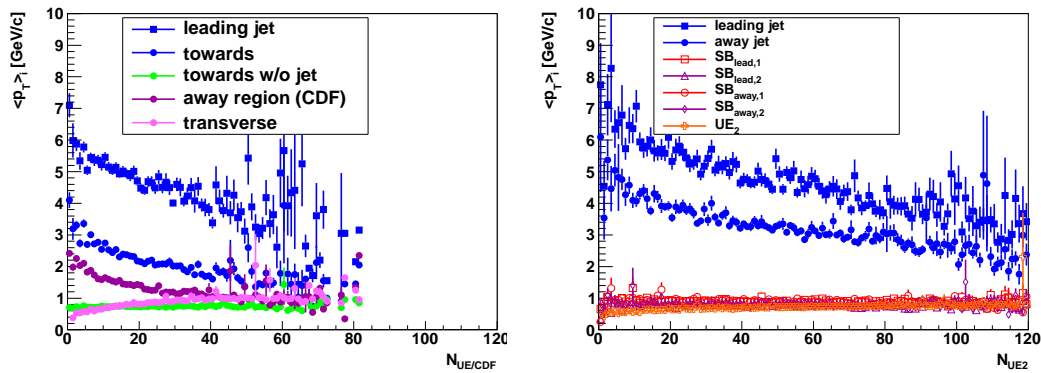 <p_T>_i [GeV/c]
10
9
8
7
6
5
4
3
2
1
0
leading jet
towards
towards w/o jet
away region (CDF)
transverse
0 20 40 60 80 100 120
N_UE/CDF
<p_T>_i [GeV/c]
10
9
8
7
6
5
4
3
2
1
0
leading jet
away jet
SB_lead,1
SB_lead,2
SB_away,1
SB_away,2
UE_2
0 20 40 60 80 100 120
N_UE2